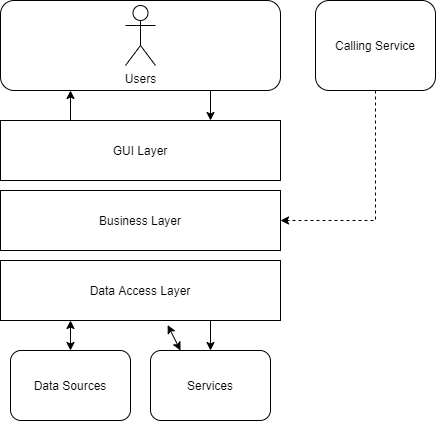 Users
Calling Service
GUI Layer
Business Layer
Data Access Layer
Data Sources
Services